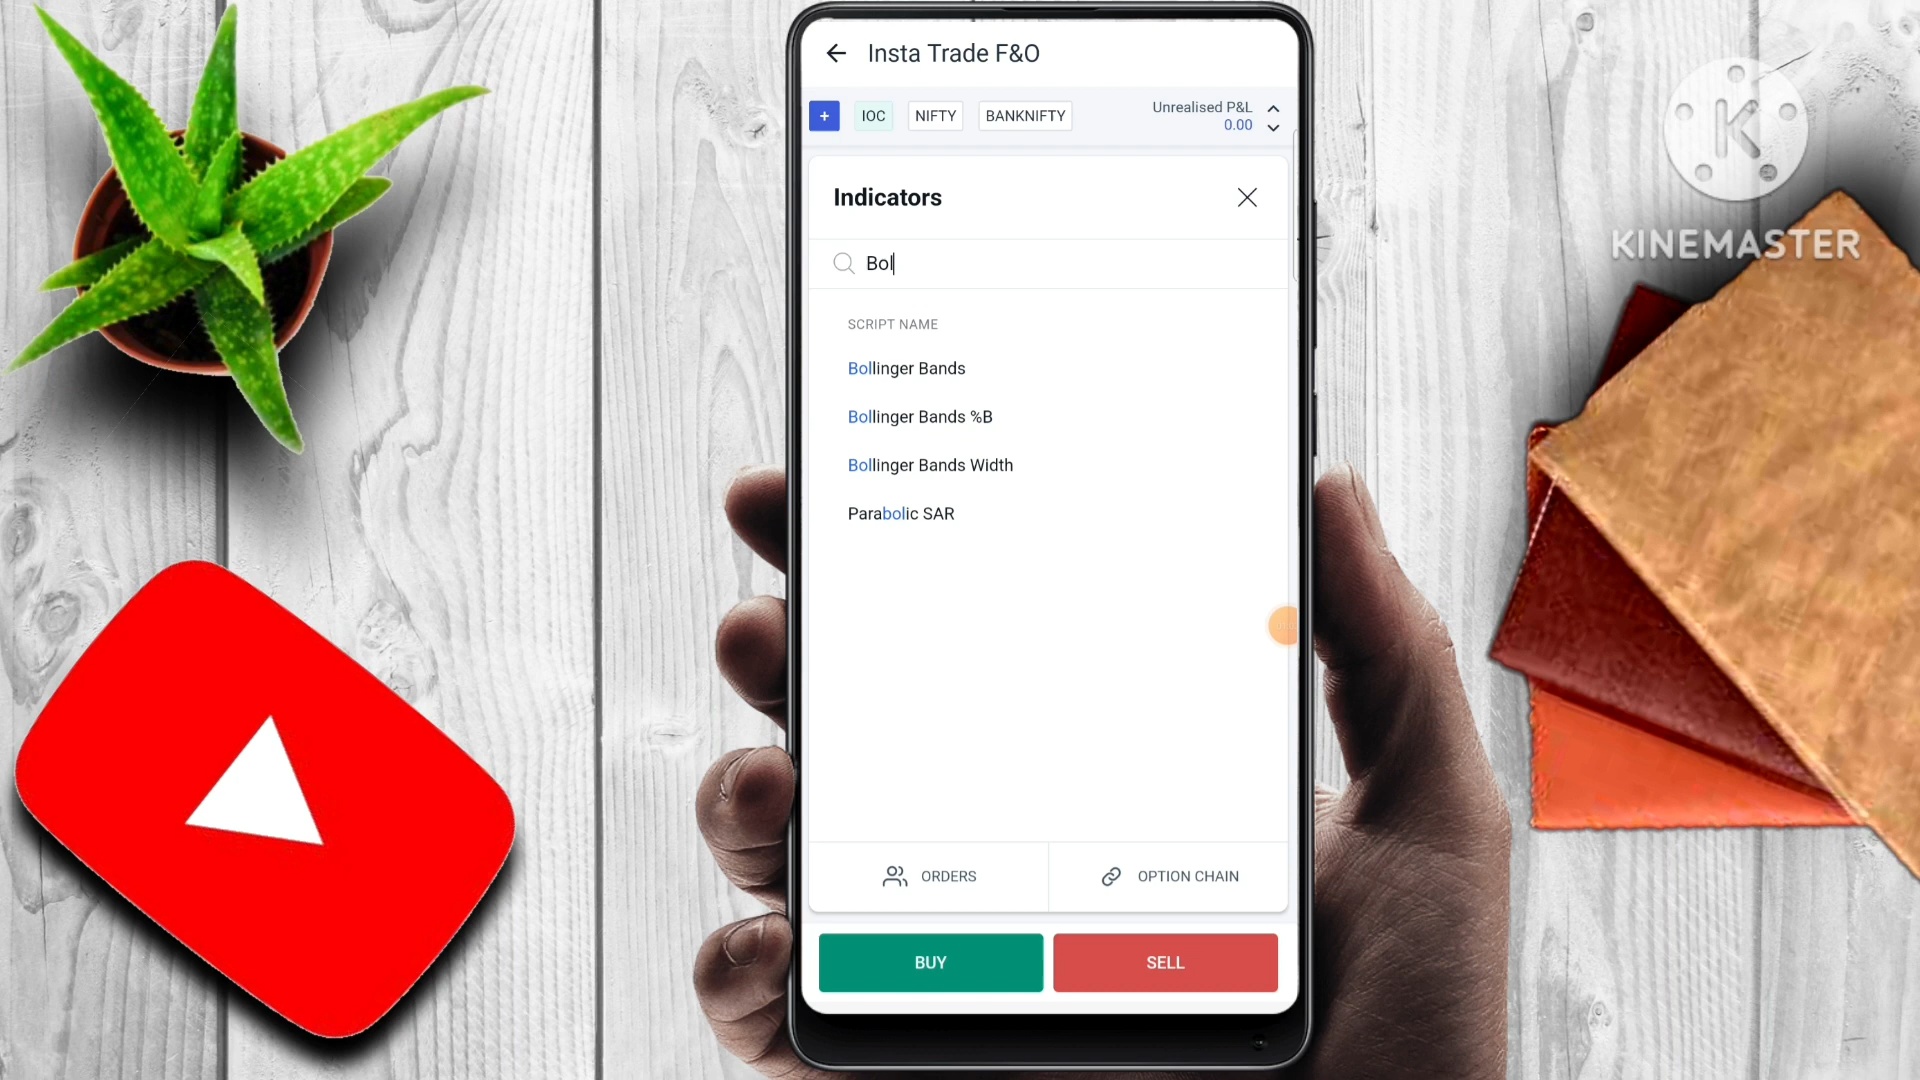 Insta Trade F&O
+ IOC NIFTY BANKNIFTY
Unrealised P&L
0.00
Indicators
Bol
SCRIPT NAME
Bollinger Bands
Bollinger Bands %B
Bollinger Bands Width
Parabolic SAR
ORDERS
OPTION CHAIN
BUY
SELL
K
KINEMASTER